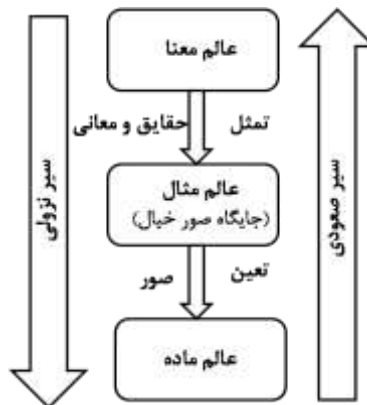 عالم معنا
تمثل حقایق و معانی
عالم مثال
(جایگاه صور خیال)
تعین صور
عالم ماده
سیر صعودی
سیر نزولی